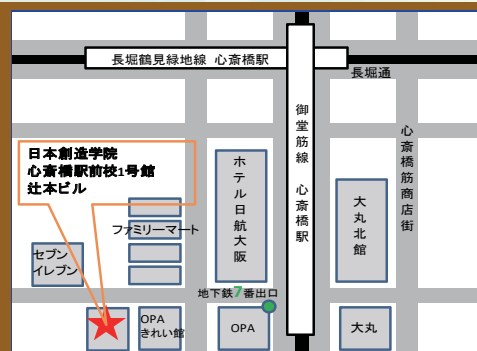 長堀鶴見緑地線 心斎橋駅
長堀通
御堂筋線 心斎橋駅
心斎橋筋商店街
日本創造学院
心斎橋駅前校1号館
辻本ビル
ホテル日航大阪
大丸北館
ファミリーマート
セブン
イレブン
地下鉄7番出口
OPA
きれい館
OPA
大丸